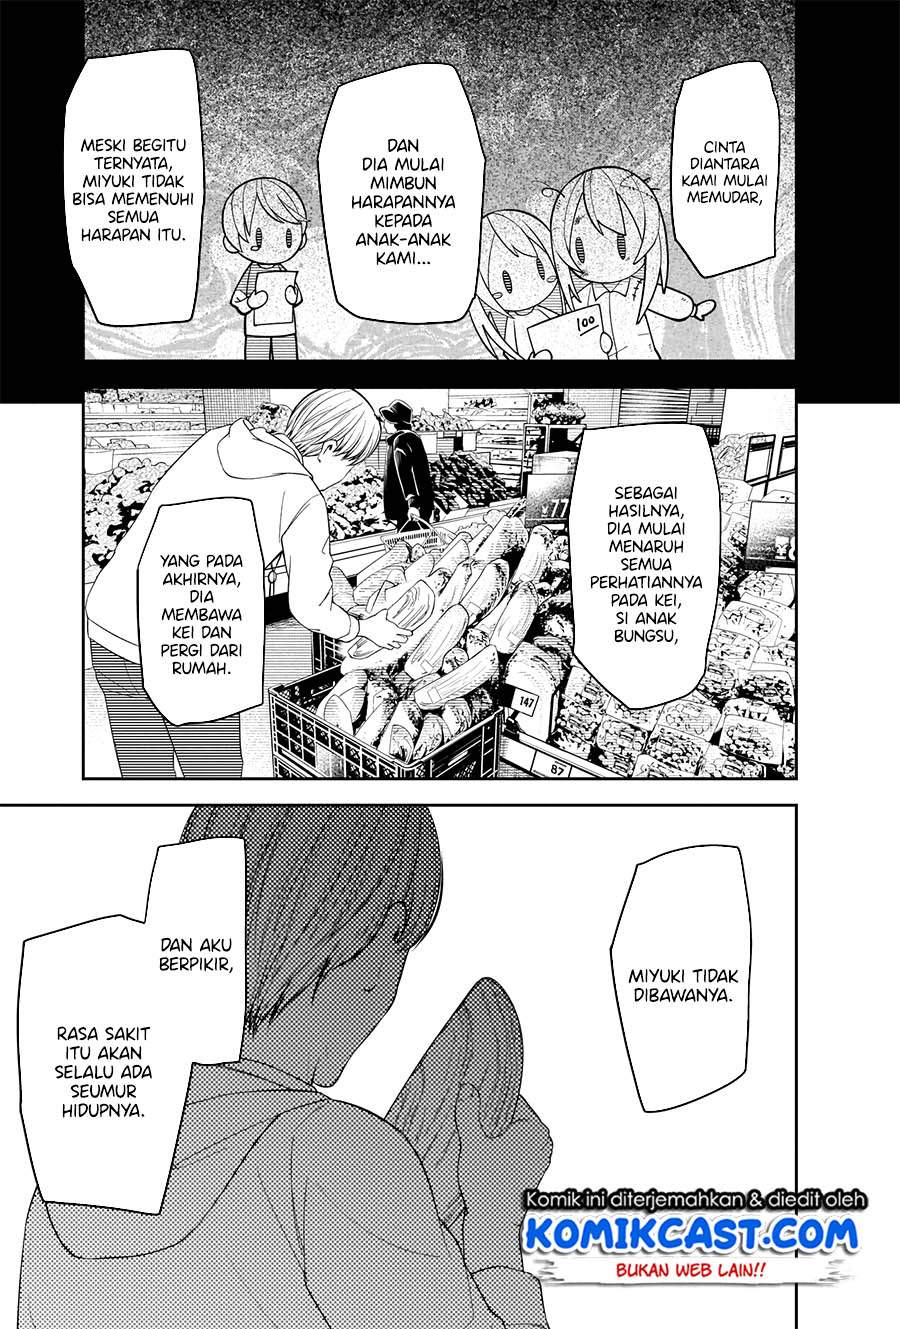 CINTA
DIANTARA
KAMI MULAI
MEMUDAR,
DAN
DIA MULAI
MIMBUN
HARAPANNYA
KEPADA
ANAK-ANAK
KAMI...
MESKI BEGITU
TERNYATA,
MIYUKI TIDAK
BISA MEMENUHI
SEMUA
HARAPAN ITU.
100
SEBAGAI
HASILNYA,
DIA MULAI
MENARUH
SEMUA
PERHATIANNYA
PADA KEI,
SI ANAK
BUNGSU,
YANG PADA
AKHIRNYA,
DIA
MEMBAWA
KEI DAN
PERGI DARI
RUMAH.
¥77
147
87
MIYUKI TIDAK
DIBAWANYA.
DAN AKU
BERPIKIR,
RASA SAKIT
ITU AKAN
SELALU ADA
SEUMUR
HIDUPNYA.
Komik ini diterjemahkan & diedit oleh
KOMIKCAST.COM
BUKAN WEB LAIN!!